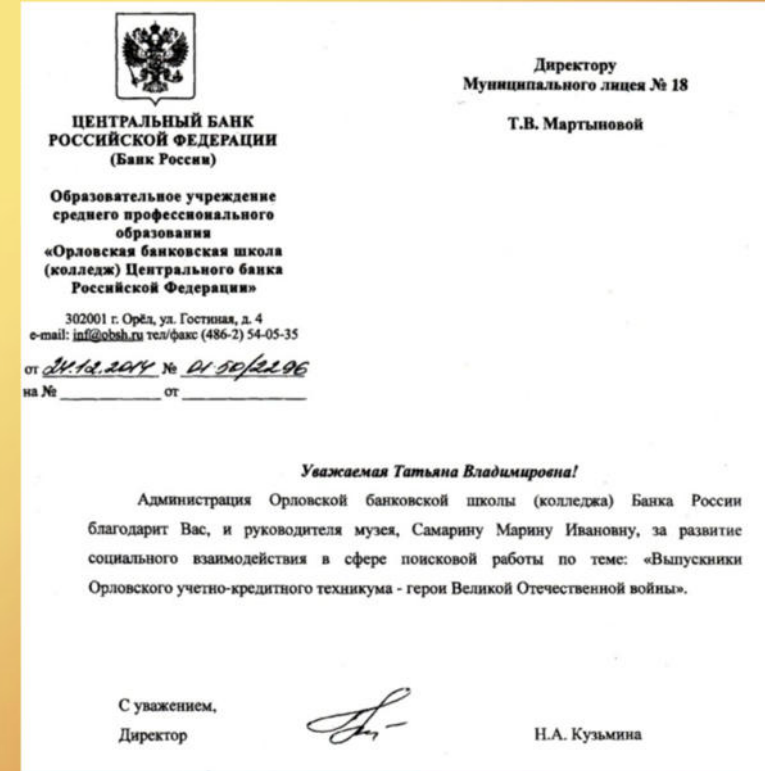 ЦЕНТРАЛЬНЫЙ БАНК
РОССИЙСКОЙ ФЕДЕРАЦИИ
(Банк России)
Образовательное учреждение
среднего профессионального
образования
«Орловская банковская школа
(колледж) Центрального банка
Российской Федерации»
302001 г. Орёл, ул. Гостиная, д. 4
e-mail: inf@obsh.ru тел/факс (486-2) 54-05-35
от 24.12.2014 № 01-50/2296
на № ____________ от ____________
Директору
Муниципального лицея № 18
Т.В. Мартыновой
Уважаемая Татьяна Владимировна!
Администрация Орловской банковской школы (колледжа) Банка России
благодарит Вас, и руководителя музея, Самарину Марину Ивановну, за развитие
социального взаимодействия в сфере поисковой работы по теме: «Выпускники
Орловского учетно-кредитного техникума - герои Великой Отечественной войны».
С уважением,
Директор
Н.А. Кузьмина